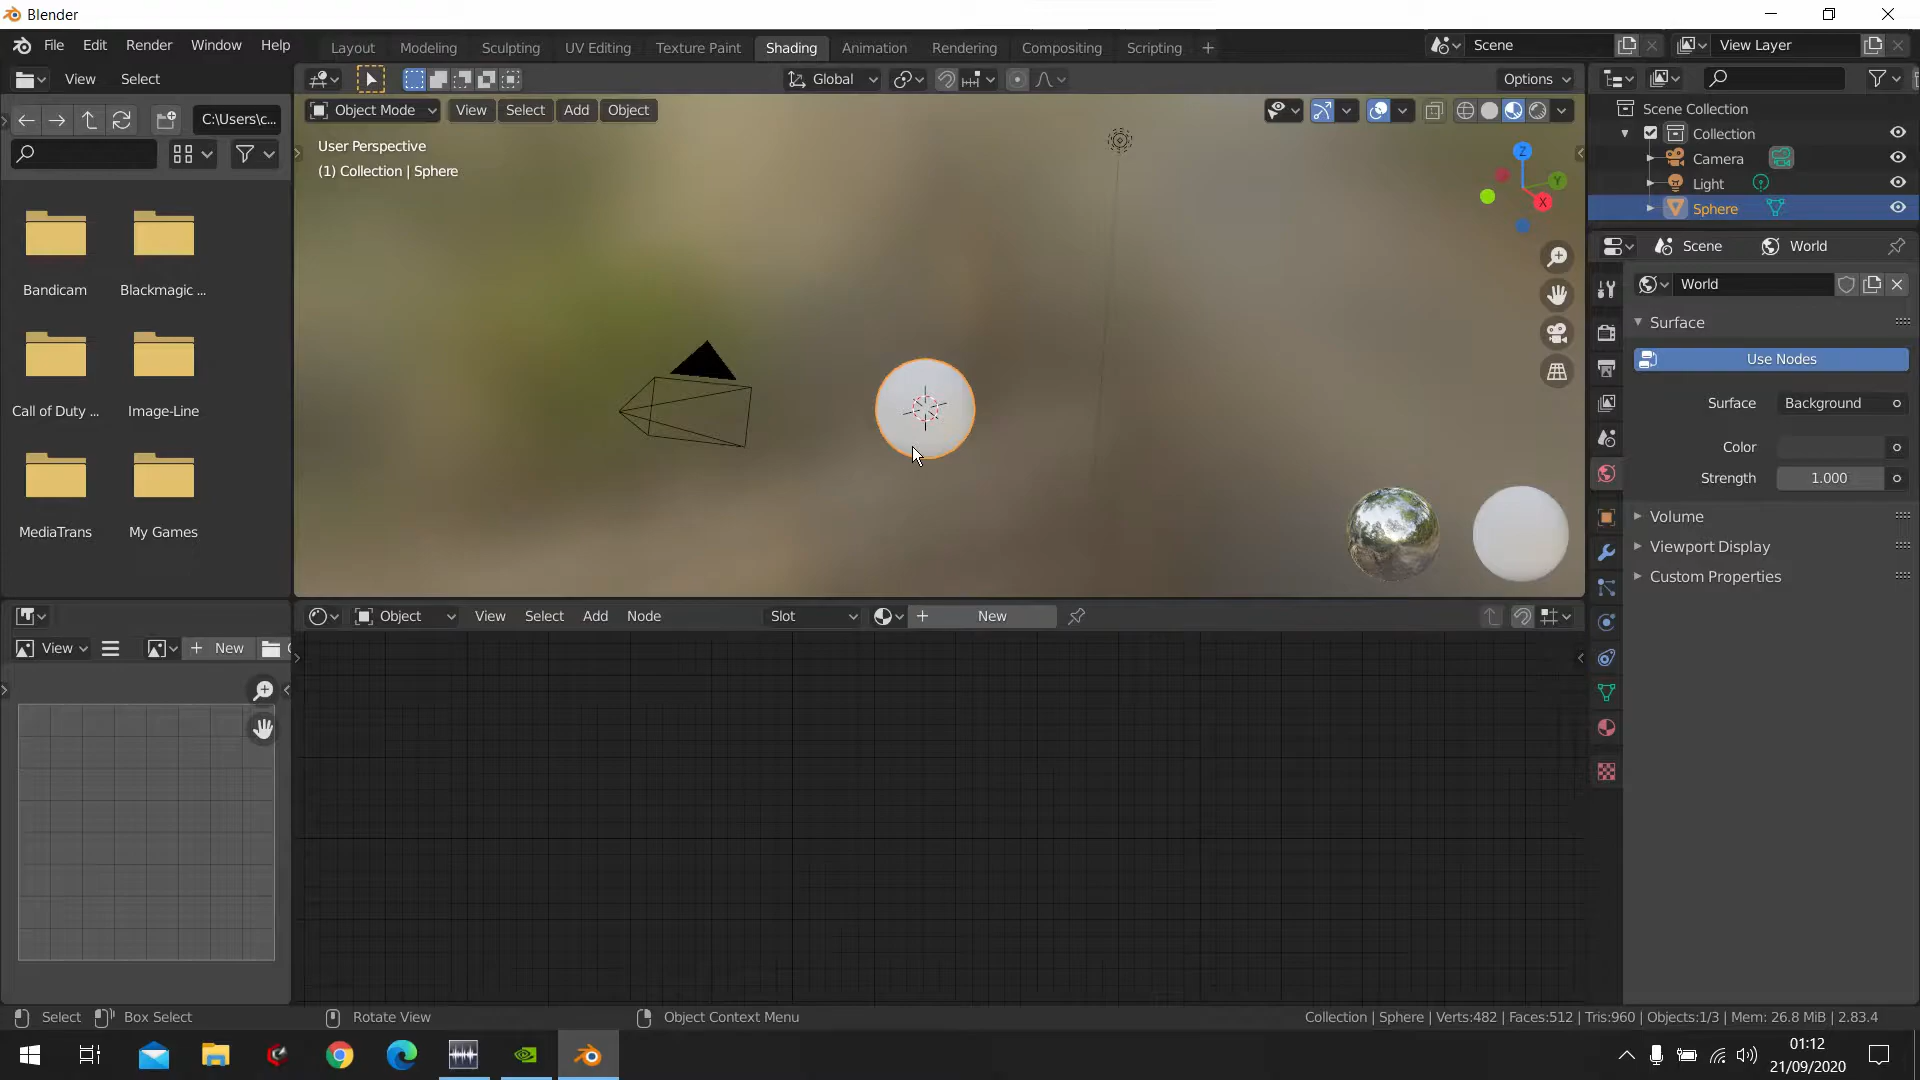 Blender
File Edit Render Window Help
Layout Modeling Sculpting UV Editing Texture Paint Shading Animation Rendering Compositing Scripting
Scene
View Layer
View Select
Global
Options
C:\Users\c...
Object Mode View Select Add Object
User Perspective
(1) Collection | Sphere
Z
Y
X
Bandicam
Blackmagic ...
Call of Duty ...
Image-Line
MediaTrans
My Games
Scene Collection
Collection
Camera
Light
Sphere
Scene
World
World
Surface
Use Nodes
Surface
Background
Color
Strength
1.000
Volume
Viewport Display
Custom Properties
Object View Select Add Node
Slot
New
View
New
Select Box Select Rotate View Object Context Menu
Collection | Sphere | Verts:482 | Faces:512 | Tris:960 | Objects:1/3 | Mem: 26.8 MiB | 2.83.4
01:12
21/09/2020